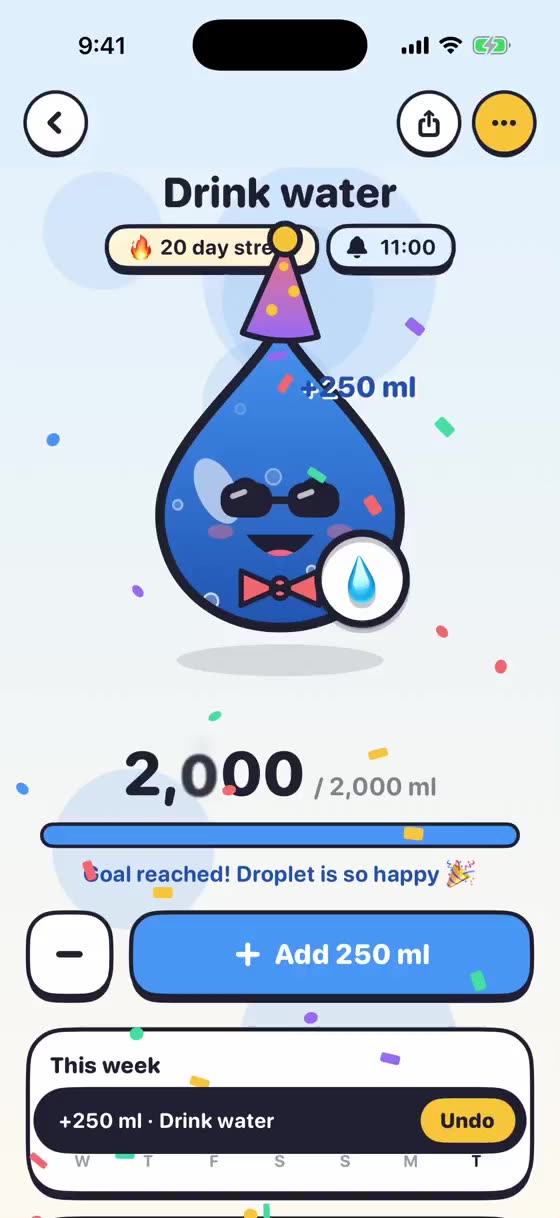 9:41
Drink water
🔥 20 day stre
11:00
+250 ml
2,000 / 2,000 ml
Goal reached! Droplet is so happy 🎉
− + Add 250 ml
This week
+250 ml · Drink water Undo
W T F S S M T